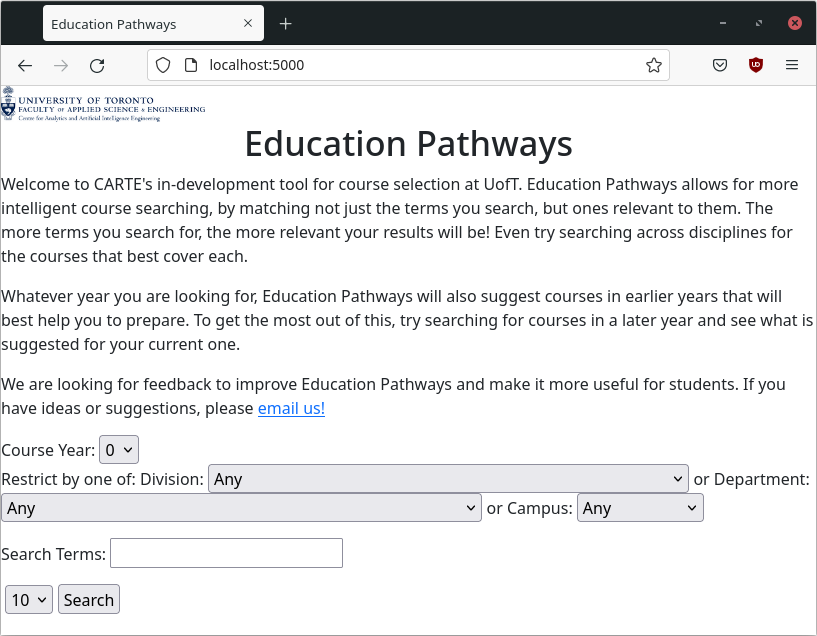 Education Pathways
localhost:5000
UNIVERSITY OF TORONTO
FACULTY OF APPLIED SCIENCE & ENGINEERING
Centre for Analytics and Artificial Intelligence Engineering
Education Pathways
Welcome to CARTE's in-development tool for course selection at UofT. Education Pathways allows for more
intelligent course searching, by matching not just the terms you search, but ones relevant to them. The
more terms you search for, the more relevant your results will be! Even try searching across disciplines for
the courses that best cover each.
Whatever year you are looking for, Education Pathways will also suggest courses in earlier years that will
best help you to prepare. To get the most out of this, try searching for courses in a later year and see what is
suggested for your current one.
We are looking for feedback to improve Education Pathways and make it more useful for students. If you
have ideas or suggestions, please email us!
Course Year: 0
Restrict by one of: Division: Any or Department:
Any or Campus: Any
Search Terms:
10 Search